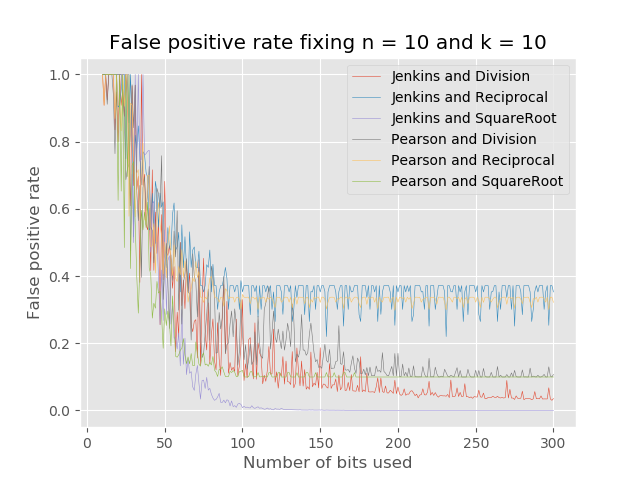 False positive rate fixing n = 10 and k = 10
1.0
0.8
0.6
0.4
0.2
0.0
False positive rate
Jenkins and Division
Jenkins and Reciprocal
Jenkins and SquareRoot
Pearson and Division
Pearson and Reciprocal
Pearson and SquareRoot
0 50 100 150 200 250 300
Number of bits used